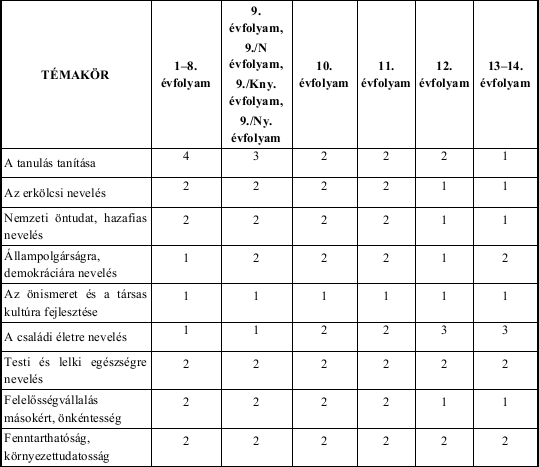 TÉMAKÖR
1–8.
évfolyam
9.
évfolyam,
9./N
évfolyam,
9./Kny.
évfolyam,
9./Ny.
évfolyam
10.
évfolyam
11.
évfolyam
12.
évfolyam
13–14.
évfolyam
A tanulás tanítása 4 3 2 2 2 1
Az erkölcsi nevelés 2 2 2 2 1 1
Nemzeti öntudat, hazafias
nevelés 2 2 2 2 1 1
Állampolgárságra,
demokráciára nevelés 1 2 2 2 1 2
Az önismeret és a társas
kultúra fejlesztése 1 1 1 1 1 1
A családi életre nevelés 1 1 2 2 3 3
Testi és lelki egészségre
nevelés 2 2 2 2 2 2
Felelősségvállalás
másokért, önkéntesség 2 2 2 2 1 1
Fenntarthatóság,
környezettudatosság 2 2 2 2 2 2